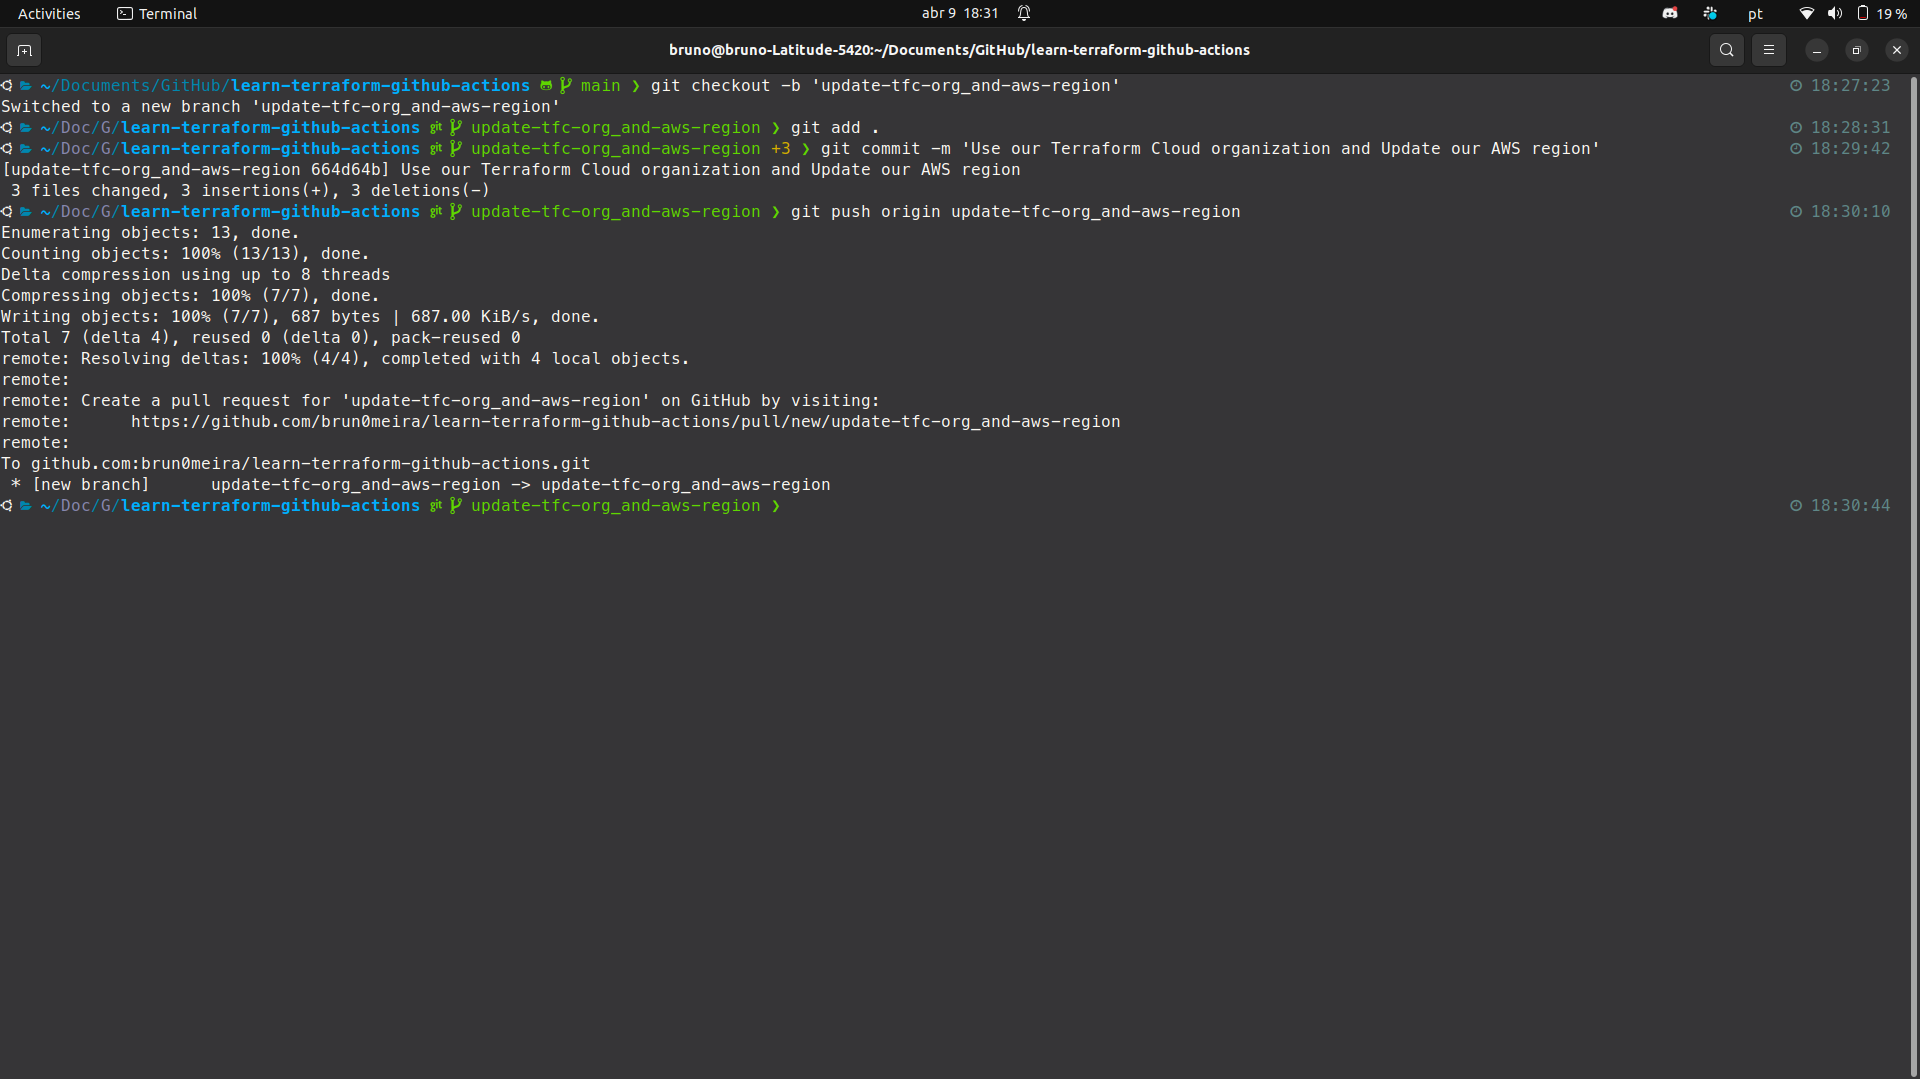 Activities Terminal abr 9 18:31 pt 19 %
bruno@bruno-Latitude-5420:~/Documents/GitHub/learn-terraform-github-actions
~/Documents/GitHub/learn-terraform-github-actions main ❯ git checkout -b 'update-tfc-org_and-aws-region' 18:27:23
Switched to a new branch 'update-tfc-org_and-aws-region'
~/Doc/G/learn-terraform-github-actions git update-tfc-org_and-aws-region ❯ git add . 18:28:31
~/Doc/G/learn-terraform-github-actions git update-tfc-org_and-aws-region +3 ❯ git commit -m 'Use our Terraform Cloud organization and Update our AWS region' 18:29:42
[update-tfc-org_and-aws-region 664d64b] Use our Terraform Cloud organization and Update our AWS region
3 files changed, 3 insertions(+), 3 deletions(-)
~/Doc/G/learn-terraform-github-actions git update-tfc-org_and-aws-region ❯ git push origin update-tfc-org_and-aws-region 18:30:10
Enumerating objects: 13, done.
Counting objects: 100% (13/13), done.
Delta compression using up to 8 threads
Compressing objects: 100% (7/7), done.
Writing objects: 100% (7/7), 687 bytes | 687.00 KiB/s, done.
Total 7 (delta 4), reused 0 (delta 0), pack-reused 0
remote: Resolving deltas: 100% (4/4), completed with 4 local objects.
remote:
remote: Create a pull request for 'update-tfc-org_and-aws-region' on GitHub by visiting:
remote:      https://github.com/brun0meira/learn-terraform-github-actions/pull/new/update-tfc-org_and-aws-region
remote:
To github.com:brun0meira/learn-terraform-github-actions.git
* [new branch]      update-tfc-org_and-aws-region -> update-tfc-org_and-aws-region
~/Doc/G/learn-terraform-github-actions git update-tfc-org_and-aws-region ❯ 18:30:44